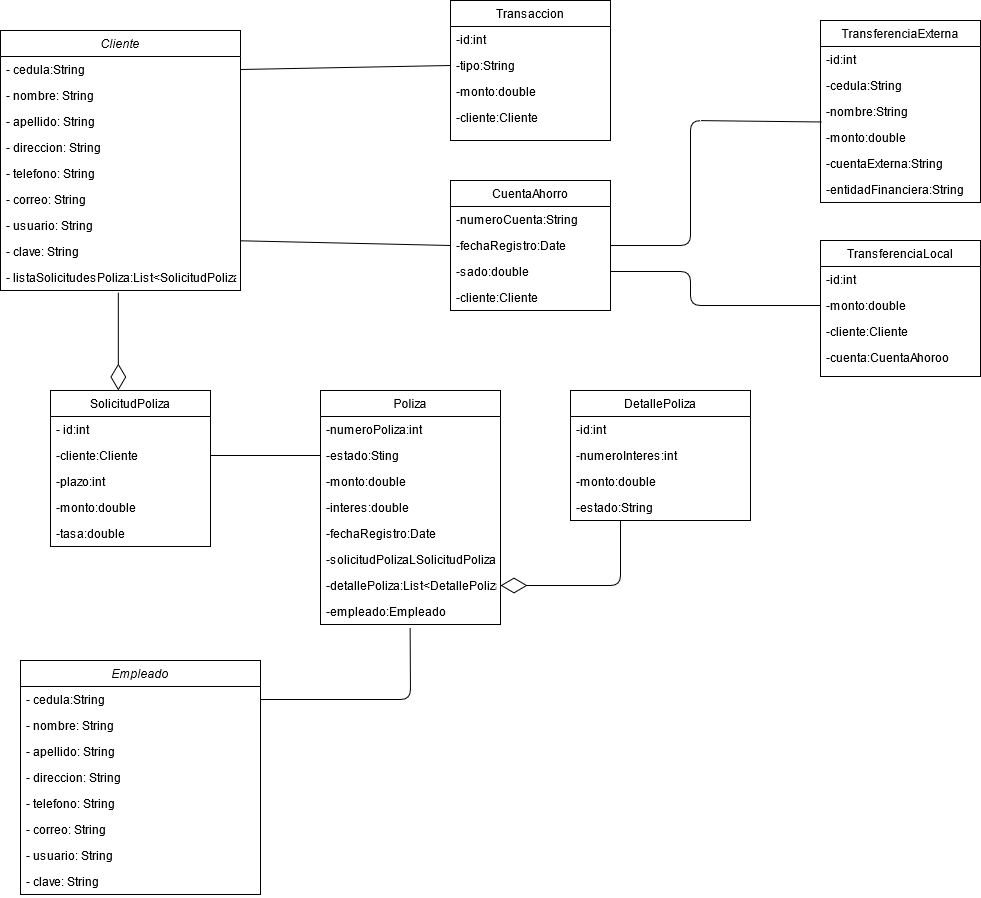 Cliente
- cedula:String
- nombre: String
- apellido: String
- direccion: String
- telefono: String
- correo: String
- usuario: String
- clave: String
- listaSolicitudesPoliza:List<SolicitudPoliza
Transaccion
-id:int
-tipo:String
-monto:double
-cliente:Cliente
CuentaAhorro
-numeroCuenta:String
-fechaRegistro:Date
-sado:double
-cliente:Cliente
TransferenciaExterna
-id:int
-cedula:String
-nombre:String
-monto:double
-cuentaExterna:String
-entidadFinanciera:String
TransferenciaLocal
-id:int
-monto:double
-cliente:Cliente
-cuenta:CuentaAhoroo
SolicitudPoliza
- id:int
-cliente:Cliente
-plazo:int
-monto:double
-tasa:double
Poliza
-numeroPoliza:int
-estado:Sting
-monto:double
-interes:double
-fechaRegistro:Date
-solicitudPolizaLSolicitudPoliza
-detallePoliza:List<DetallePoliz
-empleado:Empleado
DetallePoliza
-id:int
-numeroInteres:int
-monto:double
-estado:String
Empleado
- cedula:String
- nombre: String
- apellido: String
- direccion: String
- telefono: String
- correo: String
- usuario: String
- clave: String